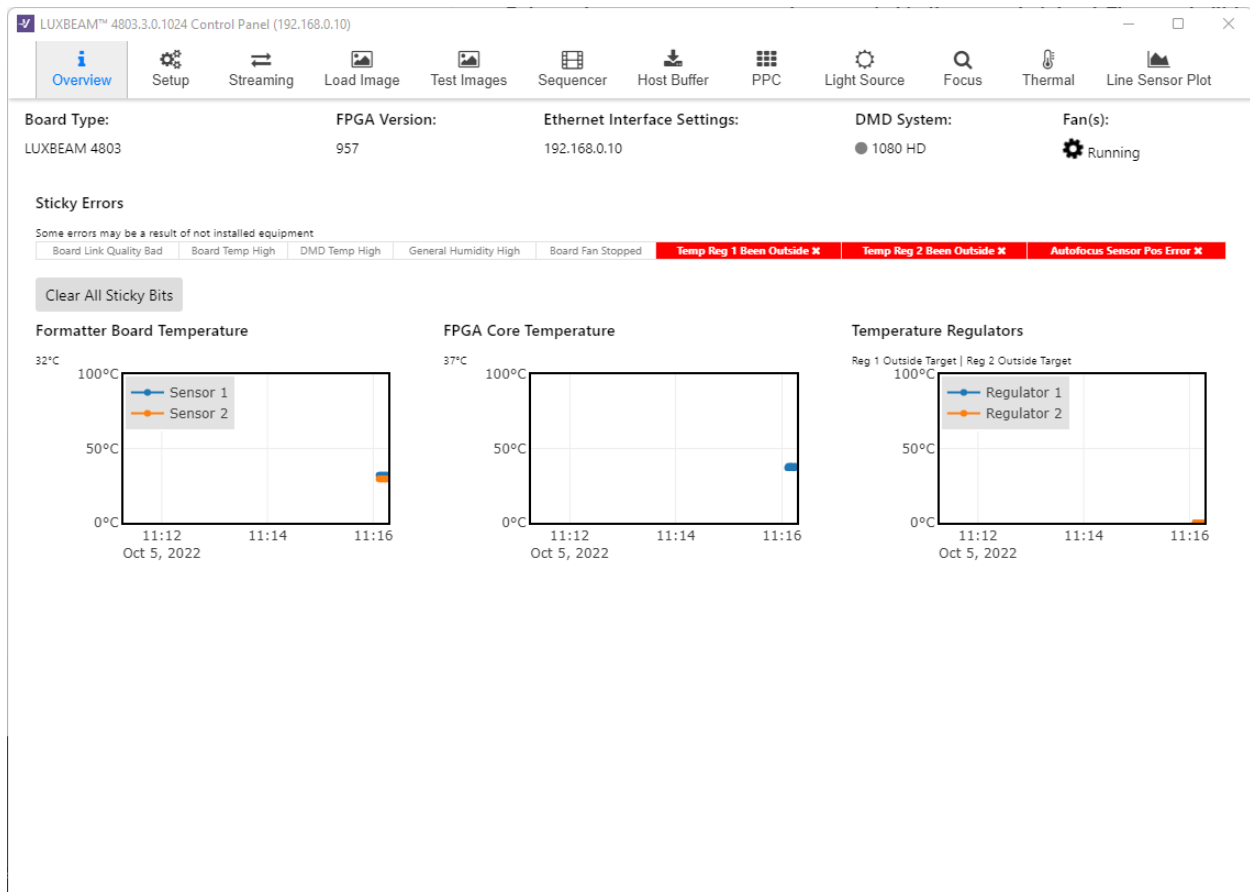 LUXBEAM™ 4803.3.0.1024 Control Panel (192.168.0.10)
Overview Setup Streaming Load Image Test Images Sequencer Host Buffer PPC Light Source Focus Thermal Line Sensor Plot
Board Type: FPGA Version: Ethernet Interface Settings: DMD System: Fan(s):
LUXBEAM 4803 957 192.168.0.10 1080 HD Running
Sticky Errors
Some errors may be a result of not installed equipment
Board Link Quality Bad Board Temp High DMD Temp High General Humidity High Board Fan Stopped Temp Reg 1 Been Outside ✖ Temp Reg 2 Been Outside ✖ Autofocus Sensor Pos Error ✖
Clear All Sticky Bits
Formatter Board Temperature
32°C
100°C
Sensor 1
Sensor 2
50°C
0°C
11:12 11:14 11:16
Oct 5, 2022
FPGA Core Temperature
37°C
100°C
50°C
0°C
11:12 11:14 11:16
Oct 5, 2022
Temperature Regulators
Reg 1 Outside Target | Reg 2 Outside Target
100°C
Regulator 1
Regulator 2
50°C
0°C
11:12 11:14 11:16
Oct 5, 2022